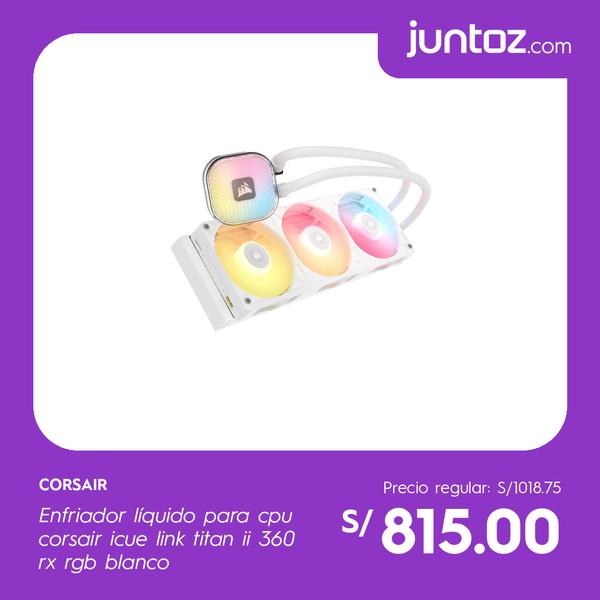 juntoz.com
CORSAIR
Enfriador líquido para cpu
corsair icue link titan ii 360
rx rgb blanco
Precio regular: S/1018.75
S/815.00